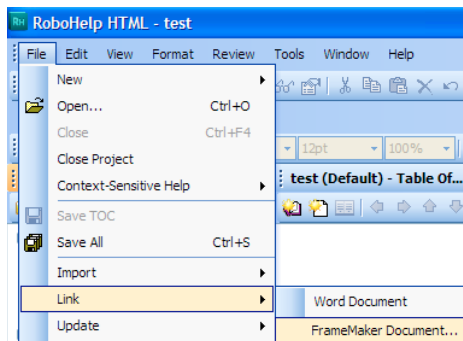 RoboHelp HTML - test
File Edit View Format Review Tools Window Help
New
Open... Ctrl+O
Close Ctrl+F4
12pt 100%
Close Project
Context-Sensitive Help
test (Default) - Table Of...
Save TOC
Save All Ctrl+S
Import
Link
Word Document
Update
FrameMaker Document...